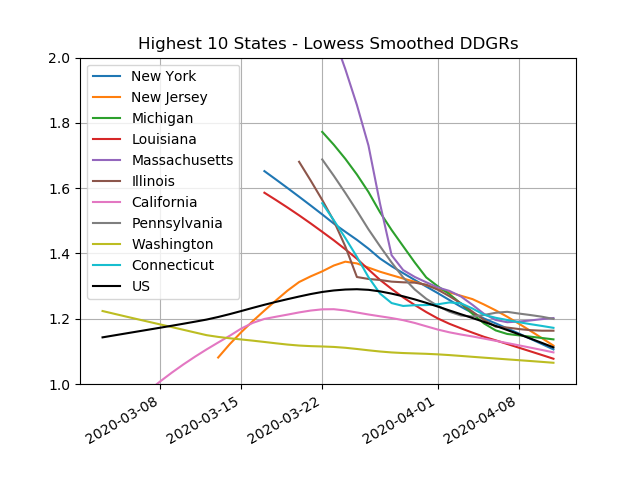 Highest 10 States - Lowess Smoothed DDGRs
2.0
1.8
1.6
1.4
1.2
1.0
New York
New Jersey
Michigan
Louisiana
Massachusetts
Illinois
California
Pennsylvania
Washington
Connecticut
US
2020-03-08
2020-03-15
2020-03-22
2020-04-01
2020-04-08